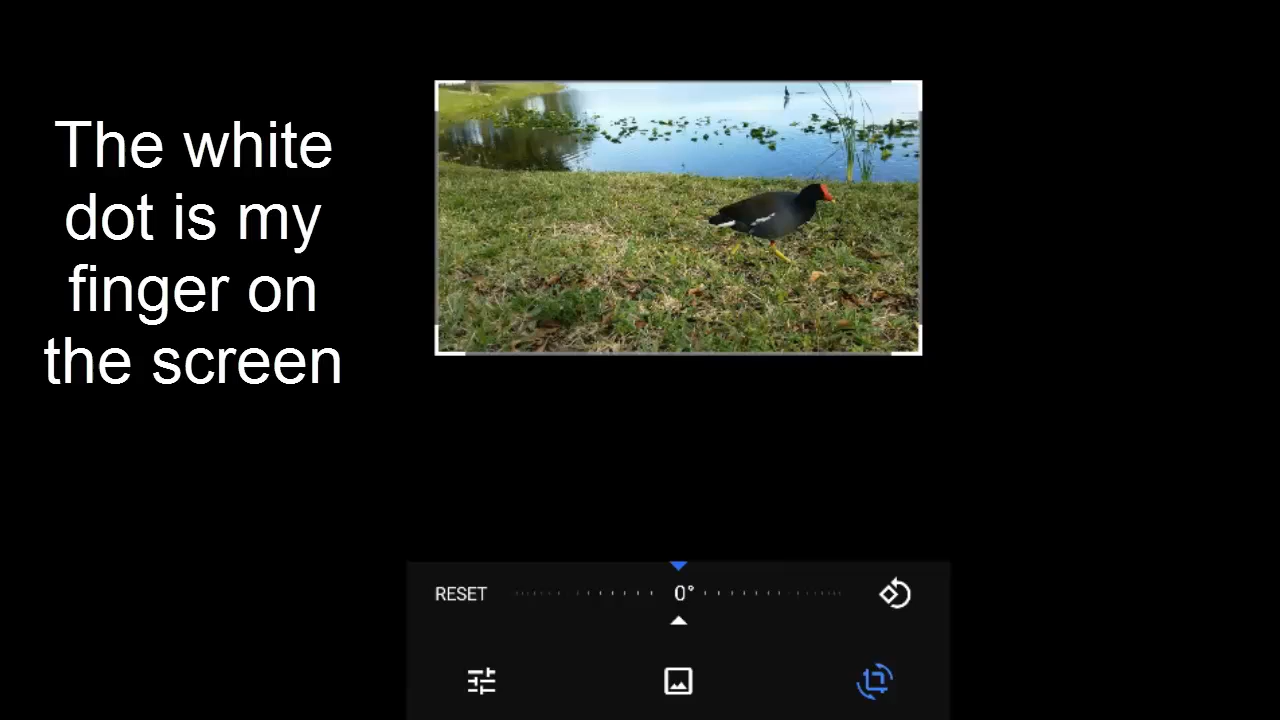 The white
dot is my
finger on
the screen
RESET
0°